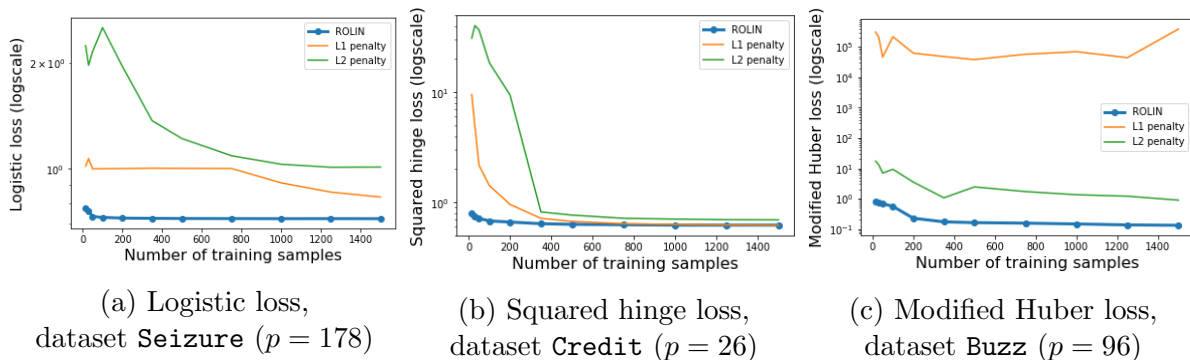 Logistic loss (logscale)
2 × 10⁰
10⁰
ROLIN
L1 penalty
L2 penalty
0 200 400 600 800 1000 1200 1400
Number of training samples
(a) Logistic loss,
dataset Seizure (p = 178)
Squared hinge loss (logscale)
10¹
10⁰
ROLIN
L1 penalty
L2 penalty
0 200 400 600 800 1000 1200 1400
Number of training samples
(b) Squared hinge loss,
dataset Credit (p = 26)
Modified Huber loss (logscale)
10⁵
10⁴
10³
10²
10¹
10⁰
10⁻¹
ROLIN
L1 penalty
L2 penalty
0 200 400 600 800 1000 1200 1400
Number of training samples
(c) Modified Huber loss,
dataset Buzz (p = 96)